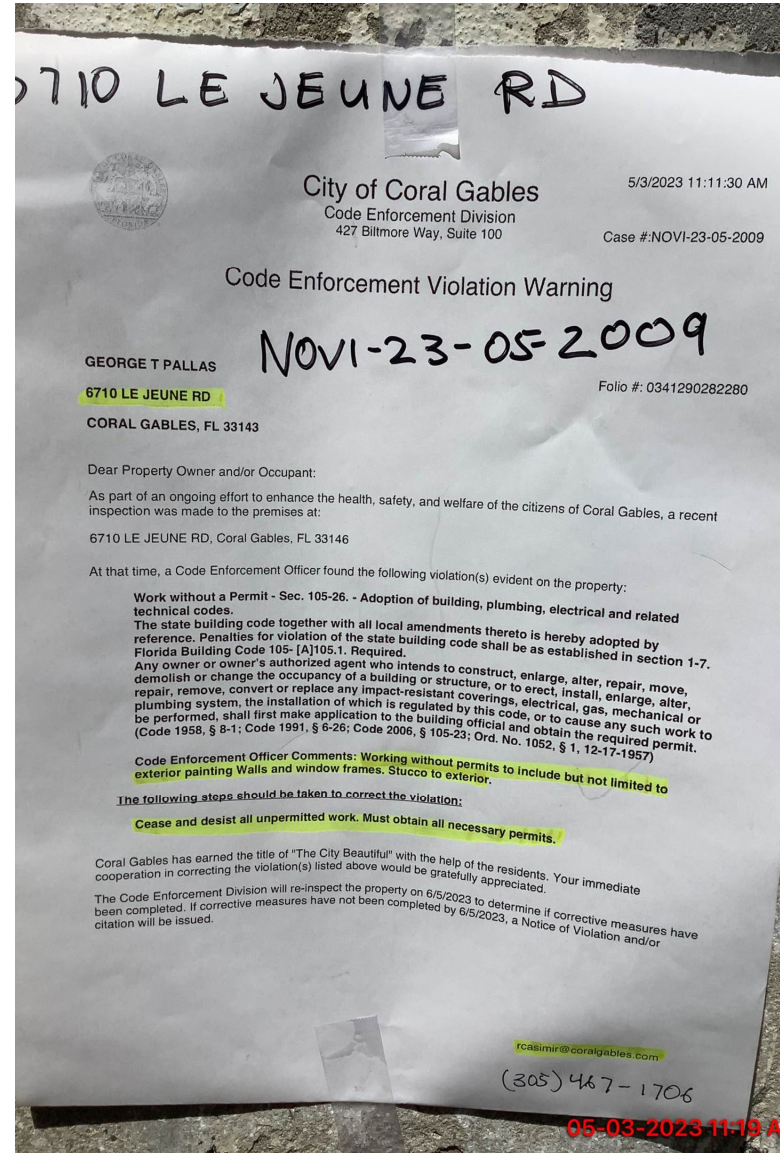 6710 LE JEUNE RD
City of Coral Gables
Code Enforcement Division
427 Biltmore Way, Suite 100
5/3/2023 11:11:30 AM
Case #:NOVI-23-05-2009
Code Enforcement Violation Warning
NOVI-23-05-2009
GEORGE T PALLAS
6710 LE JEUNE RD
CORAL GABLES, FL 33143
Folio #: 0341290282280
Dear Property Owner and/or Occupant:
As part of an ongoing effort to enhance the health, safety, and welfare of the citizens of Coral Gables, a recent
inspection was made to the premises at:
6710 LE JEUNE RD, Coral Gables, FL 33146
At that time, a Code Enforcement Officer found the following violation(s) evident on the property:
Work without a Permit - Sec. 105-26. - Adoption of building, plumbing, electrical and related
technical codes.
The state building code together with all local amendments thereto is hereby adopted by
reference. Penalties for violation of the state building code shall be as established in section 1-7.
Florida Building Code 105- [A]105.1. Required.
Any owner or owner's authorized agent who intends to construct, enlarge, alter, repair, move,
demolish or change the occupancy of a building or structure, or to erect, install, enlarge, alter,
repair, remove, convert or replace any impact-resistant coverings, electrical, gas, mechanical or
plumbing system, the installation of which is regulated by this code, or to cause any such work to
be performed, shall first make application to the building official and obtain the required permit.
(Code 1958, § 8-1; Code 1991, § 6-26; Code 2006, § 105-23; Ord. No. 1052, § 1, 12-17-1957)
Code Enforcement Officer Comments: Working without permits to include but not limited to
exterior painting Walls and window frames. Stucco to exterior.
The following steps should be taken to correct the violation:
Cease and desist all unpermitted work. Must obtain all necessary permits.
Coral Gables has earned the title of "The City Beautiful" with the help of the residents. Your immediate
cooperation in correcting the violation(s) listed above would be gratefully appreciated.
The Code Enforcement Division will re-inspect the property on 6/5/2023 to determine if corrective measures have
been completed. If corrective measures have not been completed by 6/5/2023, a Notice of Violation and/or
citation will be issued.
rcasimir@coralgables.com
(305) 467-1706
05-03-2023 11:19 A